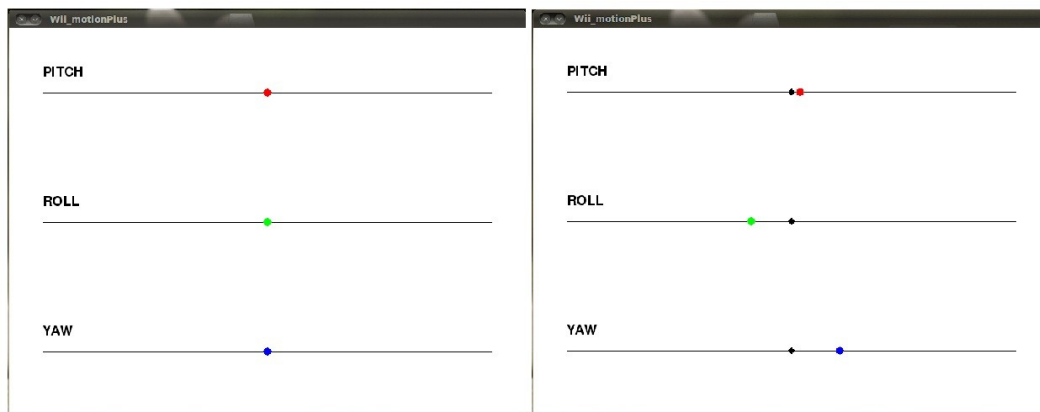 Wii_motionPlus
PITCH
ROLL
YAW
Wii_motionPlus
PITCH
ROLL
YAW